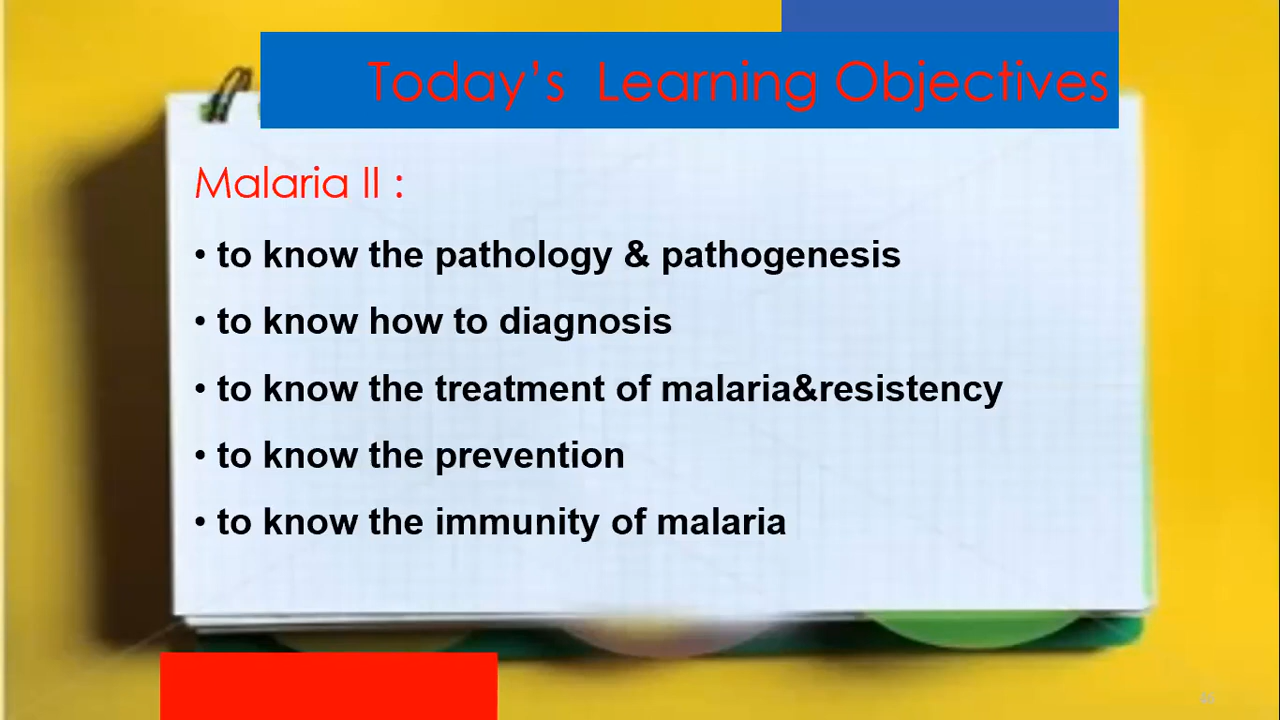 Today's Learning Objectives
Malaria II :
• to know the pathology & pathogenesis
• to know how to diagnosis
• to know the treatment of malaria&resistency
• to know the prevention
• to know the immunity of malaria